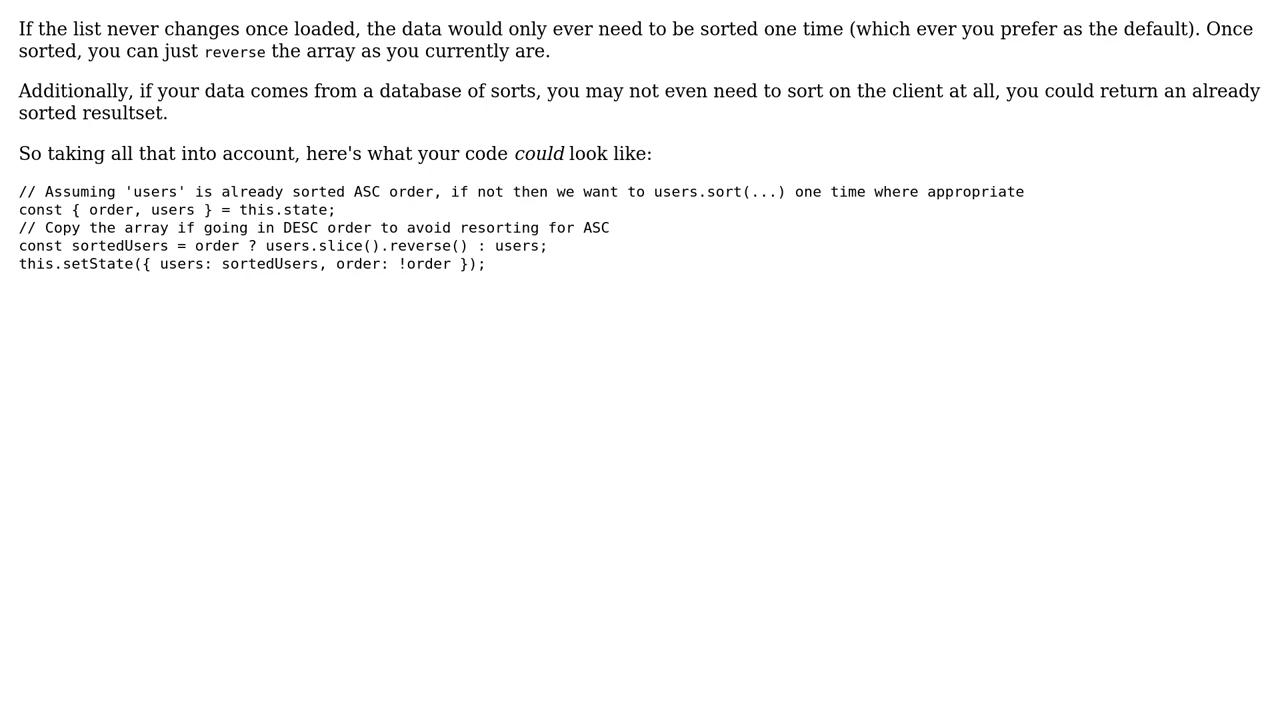 If the list never changes once loaded, the data would only ever need to be sorted one time (which ever you prefer as the default). Once
sorted, you can just reverse the array as you currently are.
Additionally, if your data comes from a database of sorts, you may not even need to sort on the client at all, you could return an already
sorted resultset.
So taking all that into account, here's what your code could look like:
// Assuming 'users' is already sorted ASC order, if not then we want to users.sort(...) one time where appropriate
const { order, users } = this.state;
// Copy the array if going in DESC order to avoid resorting for ASC
const sortedUsers = order ? users.slice().reverse() : users;
this.setState({ users: sortedUsers, order: !order });